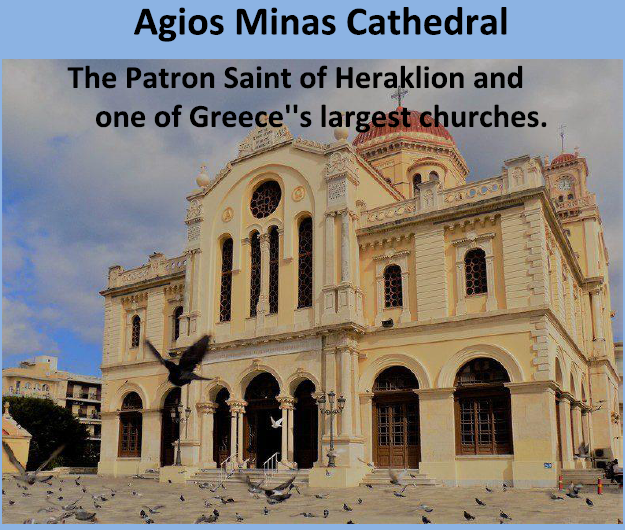 Agios Minas Cathedral
The Patron Saint of Heraklion and
one of Greece''s largest churches.